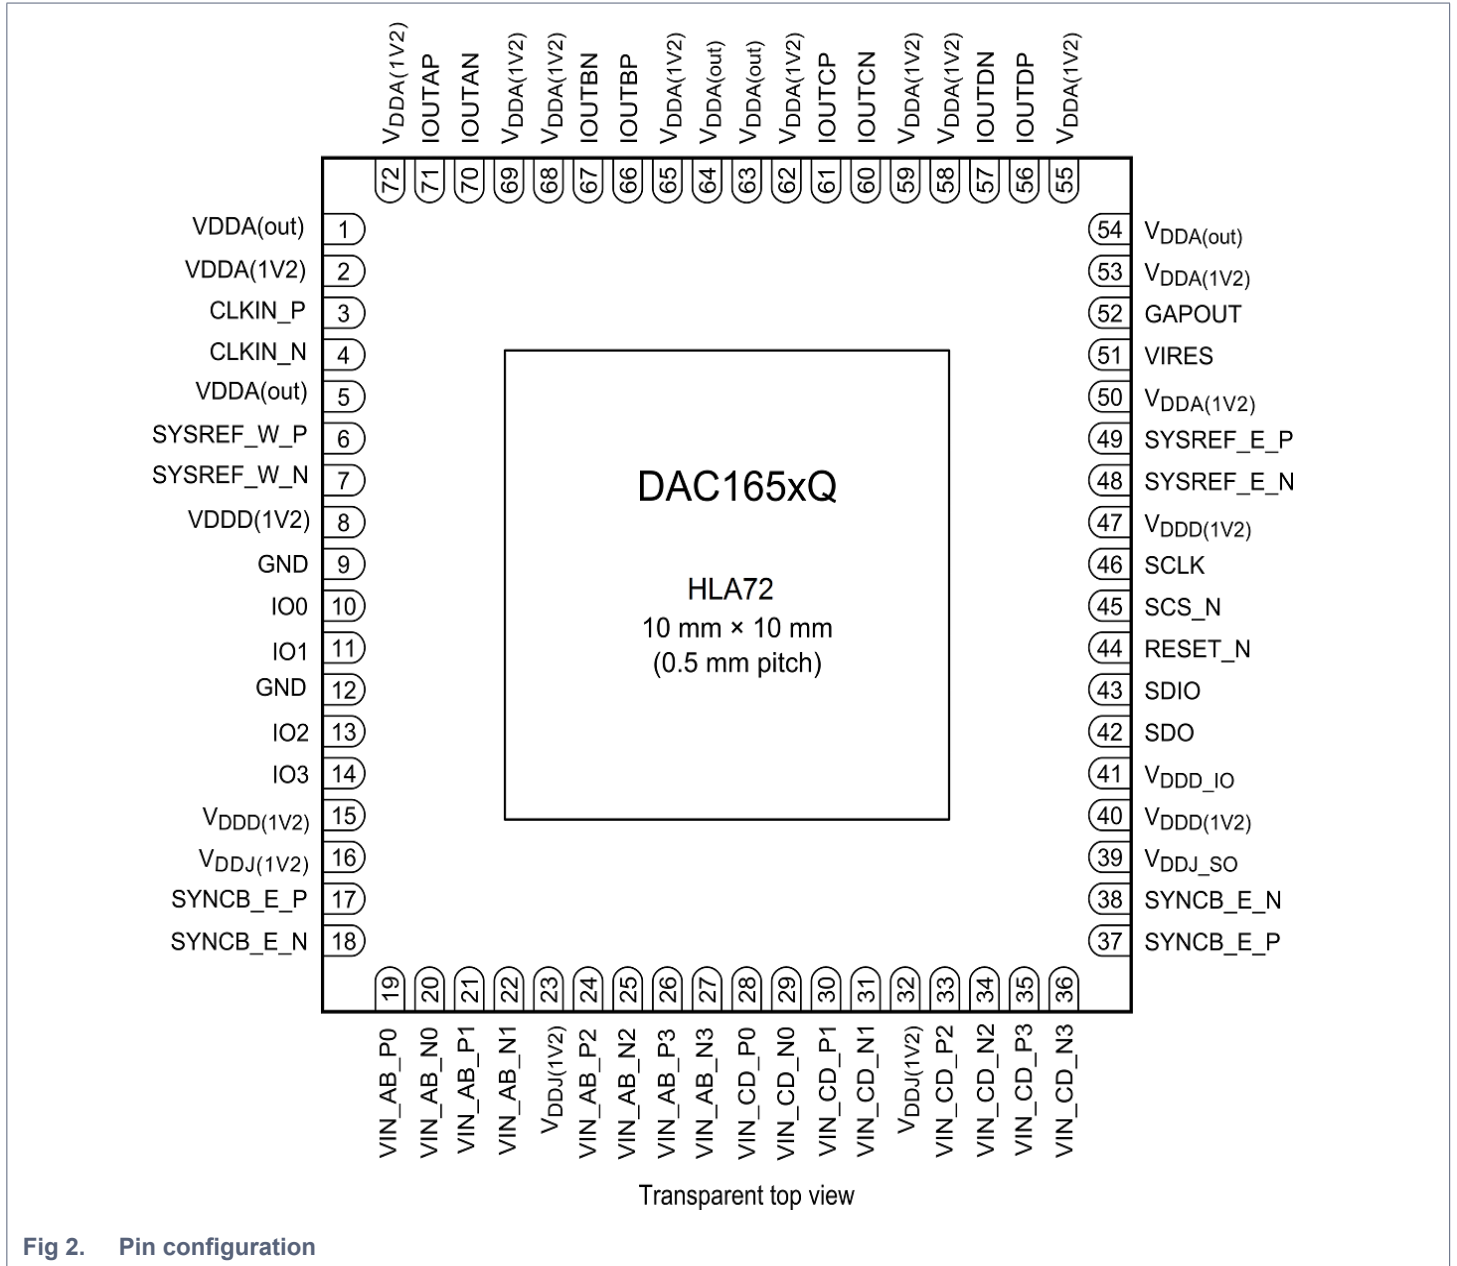 VDDA(1V2)
IOUTAP
IOUTAN
VDDA(1V2)
VDDA(1V2)
IOUTBN
IOUTBP
VDDA(1V2)
VDDA(out)
VDDA(out)
VDDA(1V2)
IOUTCP
IOUTCN
VDDA(1V2)
VDDA(1V2)
IOUTDN
IOUTDP
VDDA(1V2)
72 71 70 69 68 67 66 65 64 63 62 61 60 59 58 57 56 55
VDDA(out) 1
VDDA(1V2) 2
CLKIN_P 3
CLKIN_N 4
VDDA(out) 5
SYSREF_W_P 6
SYSREF_W_N 7
VDDD(1V2) 8
GND 9
IO0 10
IO1 11
GND 12
IO2 13
IO3 14
VDDD(1V2) 15
VDDJ(1V2) 16
SYNCB_E_P 17
SYNCB_E_N 18
DAC165xQ
HLA72
10 mm × 10 mm
(0.5 mm pitch)
54 VDDA(out)
53 VDDA(1V2)
52 GAPOUT
51 VIRES
50 VDDA(1V2)
49 SYSREF_E_P
48 SYSREF_E_N
47 VDDD(1V2)
46 SCLK
45 SCS_N
44 RESET_N
43 SDIO
42 SDO
41 VDDD_IO
40 VDDD(1V2)
39 VDDJ_SO
38 SYNCB_E_N
37 SYNCB_E_P
19 20 21 22 23 24 25 26 27 28 29 30 31 32 33 34 35 36
VIN_AB_P0
VIN_AB_N0
VIN_AB_P1
VIN_AB_N1
VDDJ(1V2)
VIN_AB_P2
VIN_AB_N2
VIN_AB_P3
VIN_AB_N3
VIN_CD_P0
VIN_CD_N0
VIN_CD_P1
VIN_CD_N1
VDDJ(1V2)
VIN_CD_P2
VIN_CD_N2
VIN_CD_P3
VIN_CD_N3
Transparent top view
Fig 2. Pin configuration